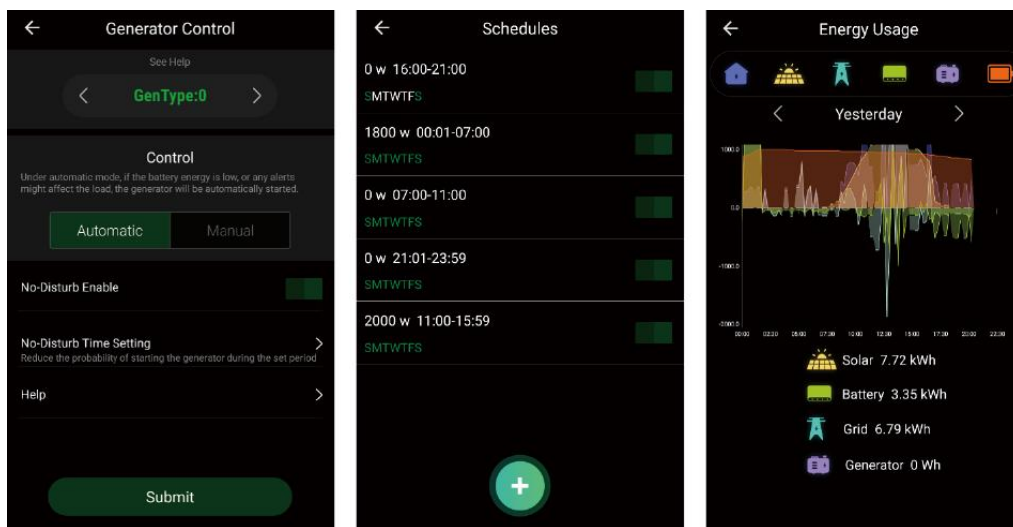 Generator Control
See Help
GenType:0
Control
Under automatic mode, if the battery energy is low, or any alerts
might affect the load, the generator will be automatically started.
Automatic
Manual
No-Disturb Enable
No-Disturb Time Setting
Reduce the probability of starting the generator during the set period
Help
Submit
Schedules
0 w 16:00-21:00
SMTWTFS
1800 w 00:01-07:00
SMTWTFS
0 w 07:00-11:00
SMTWTFS
0 w 21:01-23:59
SMTWTFS
2000 w 11:00-15:59
SMTWTFS
+
Energy Usage
Yesterday
1000.0
0.0
-1000.0
-2000.0
00:00 02:30 05:00 07:30 10:00 12:30 15:00 17:30 20:00 22:30
Solar 7.72 kWh
Battery 3.35 kWh
Grid 6.79 kWh
Generator 0 Wh